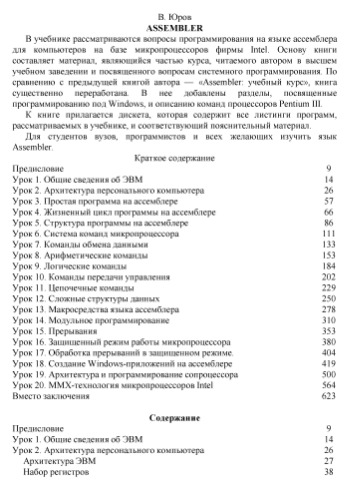 В. Юров
ASSEMBLER
В учебнике рассматриваются вопросы программирования на языке ассемблера
для компьютеров на базе микропроцессоров фирмы Intel. Основу книги
составляет материал, являющийся частью курса, читаемого автором в высшем
учебном заведении и посвященного вопросам системного программирования. По
сравнению с предыдущей книгой автора — «Assembler: учебный курс», книга
существенно переработана. В нее добавлены разделы, посвященные
программированию под Windows, и описанию команд процессоров Pentium III.
К книге прилагается дискета, которая содержит все листинги программ,
рассматриваемых в учебнике, и соответствующий пояснительный материал.
Для студентов вузов, программистов и всех желающих изучить язык
Assembler.
Краткое содержание
Предисловие 9
Урок 1. Общие сведения об ЭВМ 14
Урок 2. Архитектура персонального компьютера 26
Урок 3. Простая программа на ассемблере 57
Урок 4. Жизненный цикл программы на ассемблере 66
Урок 5. Структура программы на ассемблере 86
Урок 6. Система команд микропроцессора 111
Урок 7. Команды обмена данными 133
Урок 8. Арифметические команды 153
Урок 9. Логические команды 184
Урок 10. Команды передачи управления 202
Урок 11. Цепочечные команды 229
Урок 12. Сложные структуры данных 250
Урок 13. Макросредства языка ассемблера 278
Урок 14. Модульное программирование 310
Урок 15. Прерывания 353
Урок 16. Защищенный режим работы микропроцессора 380
Урок 17. Обработка прерываний в защищенном режиме. 404
Урок 18. Создание Windows-приложений на ассемблере 419
Урок 19. Архитектура и программирование сопроцессора 500
Урок 20. MMX-технология микропроцессоров Intel 564
Вместо заключения 623
Содержание
Предисловие 9
Урок 1. Общие сведения об ЭВМ 14
Урок 2. Архитектура персонального компьютера 26
Архитектура ЭВМ 27
Набор регистров 38